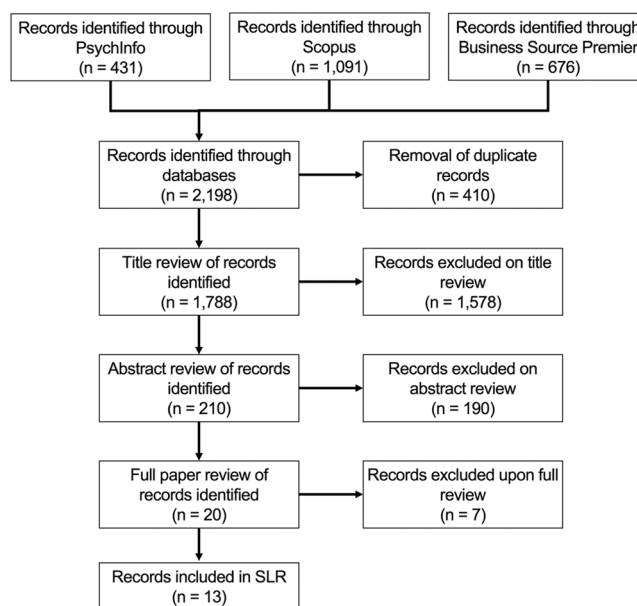 Records identified through
PsychInfo
(n = 431)
Records identified through
Scopus
(n = 1,091)
Records identified through
Business Source Premier
(n = 676)
Records identified through
databases
(n = 2,198)
Removal of duplicate
records
(n = 410)
Title review of records
identified
(n = 1,788)
Records excluded on title
review
(n = 1,578)
Abstract review of records
identified
(n = 210)
Records excluded on
abstract review
(n = 190)
Full paper review of
records identified
(n = 20)
Records excluded upon full
review
(n = 7)
Records included in SLR
(n = 13)